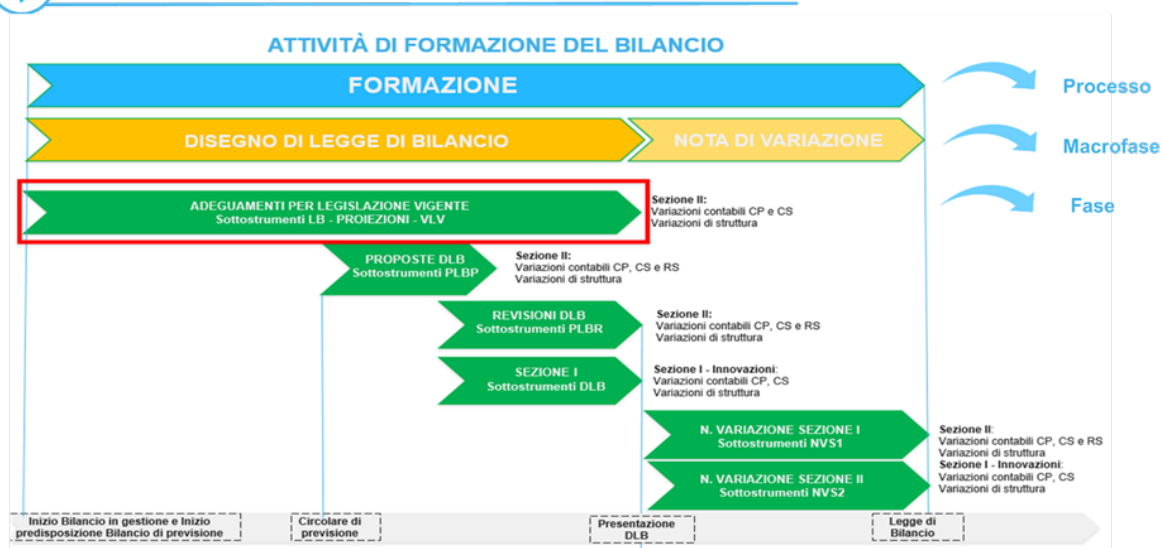 ATTIVITÀ DI FORMAZIONE DEL BILANCIO
FORMAZIONE
Processo
DISEGNO DI LEGGE DI BILANCIO
NOTA DI VARIAZIONE
Macrofase
ADEGUAMENTI PER LEGISLAZIONE VIGENTE
Sottostrumenti LB - PROIEZIONI - VLV
Sezione II:
Variazioni contabili CP e CS
Variazioni di struttura
Fase
PROPOSTE DLB
Sottostrumenti PLBP
Sezione II:
Variazioni contabili CP, CS e RS
Variazioni di struttura
REVISIONI DLB
Sottostrumenti PLBR
Sezione II:
Variazioni contabili CP, CS e RS
Variazioni di struttura
SEZIONE I
Sottostrumenti DLB
Sezione I - Innovazioni:
Variazioni contabili CP, CS
Variazioni di struttura
N. VARIAZIONE SEZIONE I
Sottostrumenti NVS1
Sezione II:
Variazioni contabili CP, CS e RS
Variazioni di struttura
N. VARIAZIONE SEZIONE II
Sottostrumenti NVS2
Sezione I - Innovazioni:
Variazioni contabili CP, CS
Variazioni di struttura
Inizio Bilancio in gestione e Inizio
predisposizione Bilancio di previsione
Circolare di
previsione
Presentazione
DLB
Legge di
Bilancio